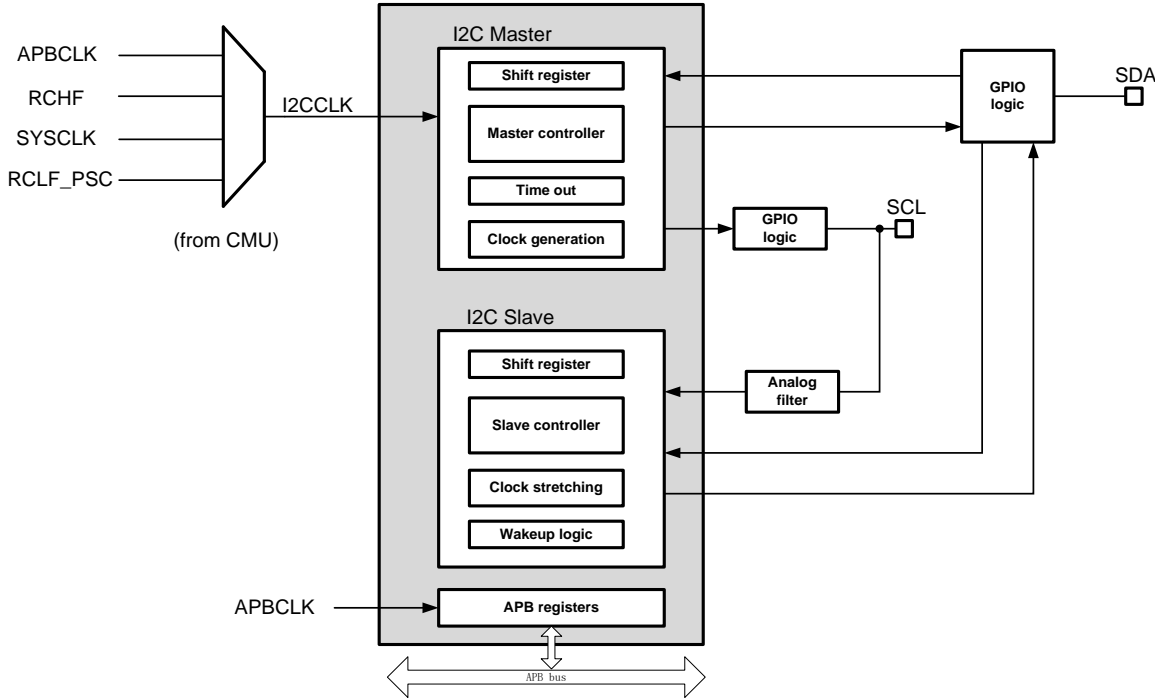 I2C Master
APBCLK
RCHF
SYSCLK
RCLF_PSC
I2CCLK
(from CMU)
Shift register
Master controller
Time out
Clock generation
GPIO
logic
SDA
GPIO
logic
SCL
I2C Slave
Shift register
Slave controller
Clock stretching
Wakeup logic
Analog
filter
APBCLK
APB registers
APB bus